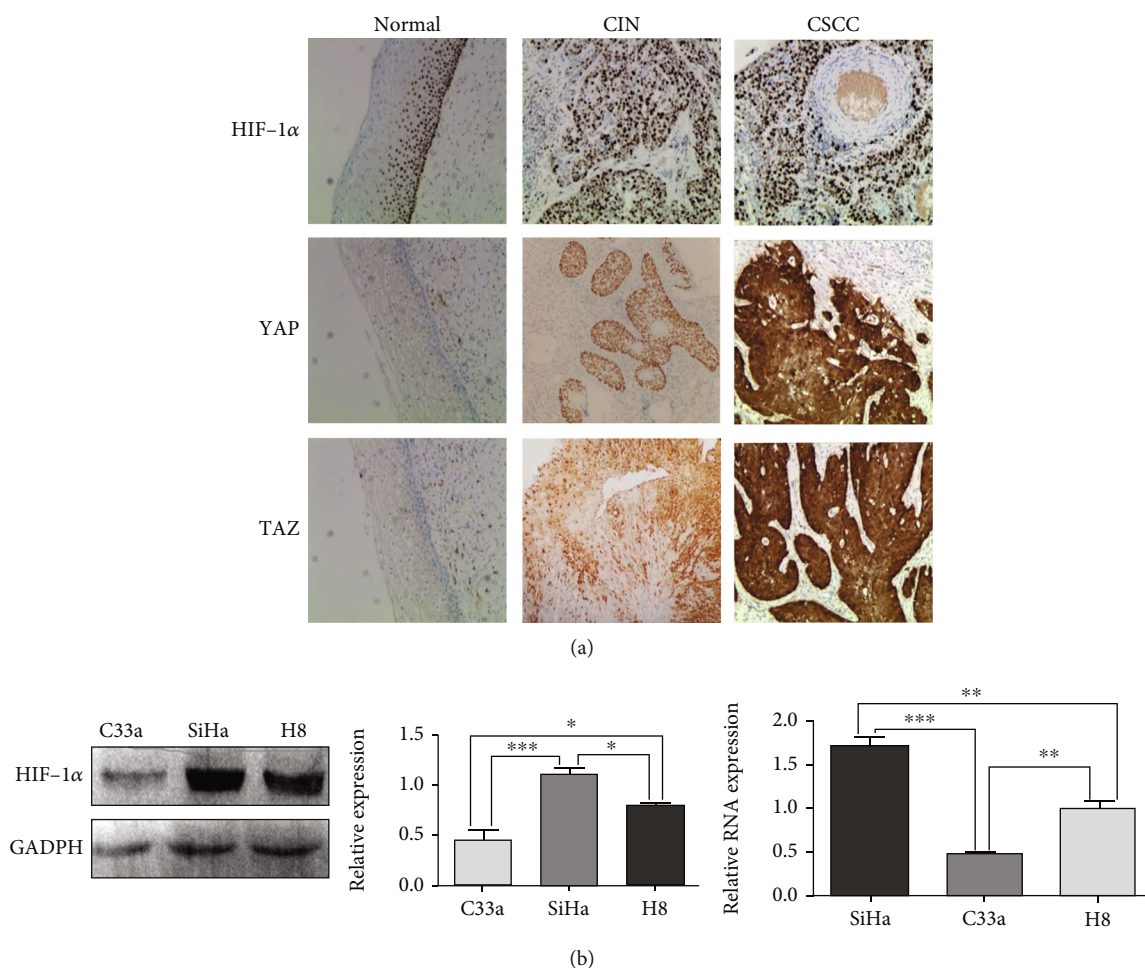 Normal CIN CSCC
HIF–1α
YAP
TAZ
(a)
C33a SiHa H8
HIF–1α
GADPH
Relative expression
1.5
1.0
0.5
0.0
*
*** *
C33a SiHa H8
Relative RNA expression
2.0
1.5
1.0
0.5
0.0
**
***
**
SiHa C33a H8
(b)